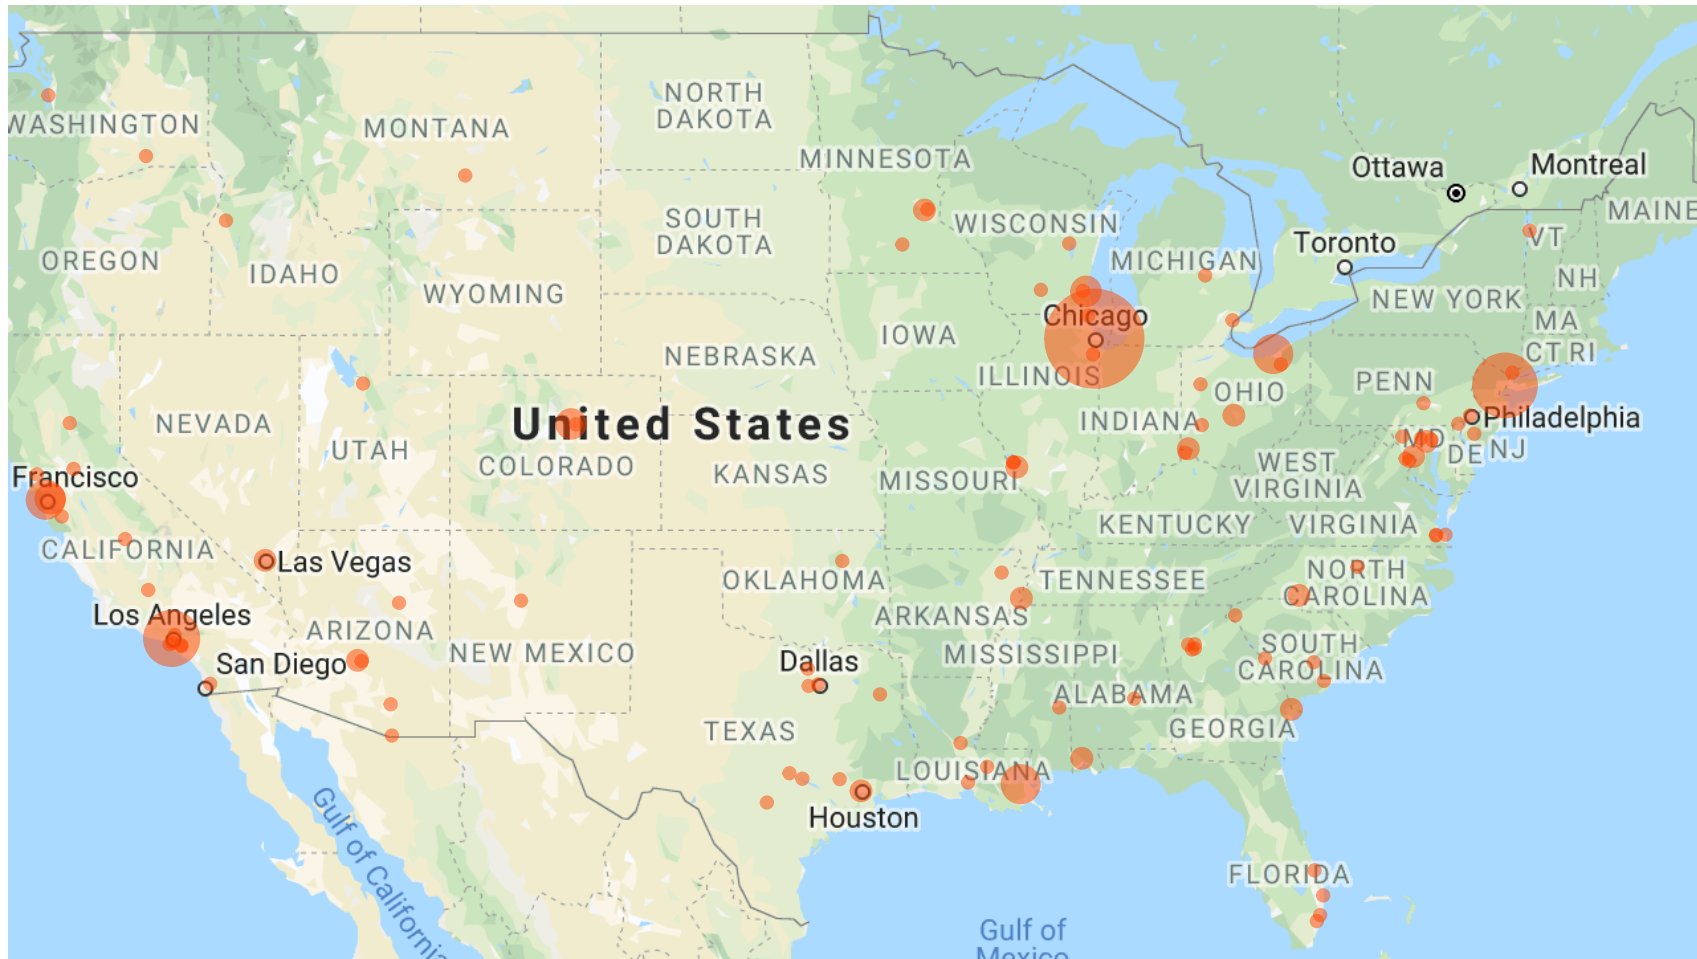 NORTH
DAKOTA
WASHINGTON
MONTANA
MINNESOTA
Ottawa
Montreal
MAINE
SOUTH
DAKOTA
WISCONSIN
VT
Toronto
OREGON
IDAHO
MICHIGAN
NH
WYOMING
NEW YORK
Chicago
MA
IOWA
CT RI
NEBRASKA
ILLINOIS
PENN
OHIO
NEVADA
United States
INDIANA
Philadelphia
UTAH
MD
DE
NJ
COLORADO
KANSAS
MISSOURI
WEST
VIRGINIA
Francisco
KENTUCKY
VIRGINIA
CALIFORNIA
Las Vegas
OKLAHOMA
TENNESSEE
NORTH
CAROLINA
Los Angeles
ARKANSAS
ARIZONA
NEW MEXICO
MISSISSIPPI
SOUTH
CAROLINA
San Diego
Dallas
ALABAMA
TEXAS
GEORGIA
LOUISIANA
Houston
Gulf of California
FLORIDA
Gulf of
Mexico